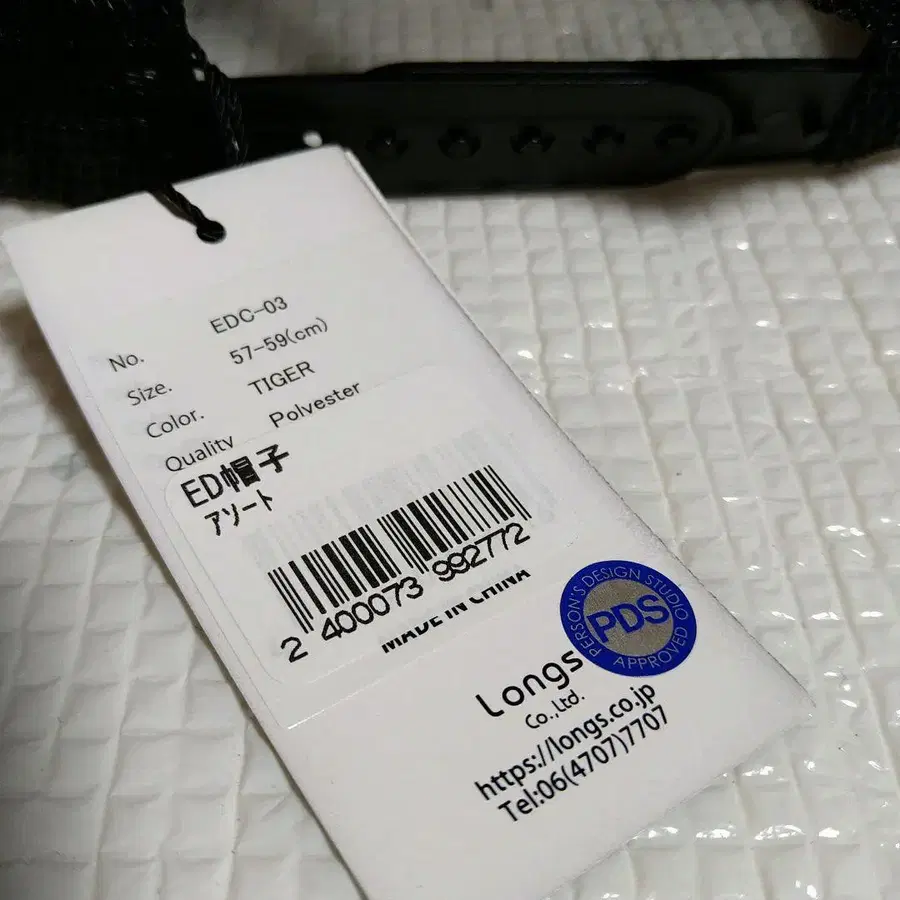 No. EDC-03
Size. 57-59(cm)
Color. TIGER
Quality Polyester
ED帽子
アソート
2 400073 992772
MADE IN CHINA
PERSON'S DESIGN STUDIO
PDS
APPROVED
Longs
Co.,Ltd.
https://longs.co.jp
Tel:06(4707)7707